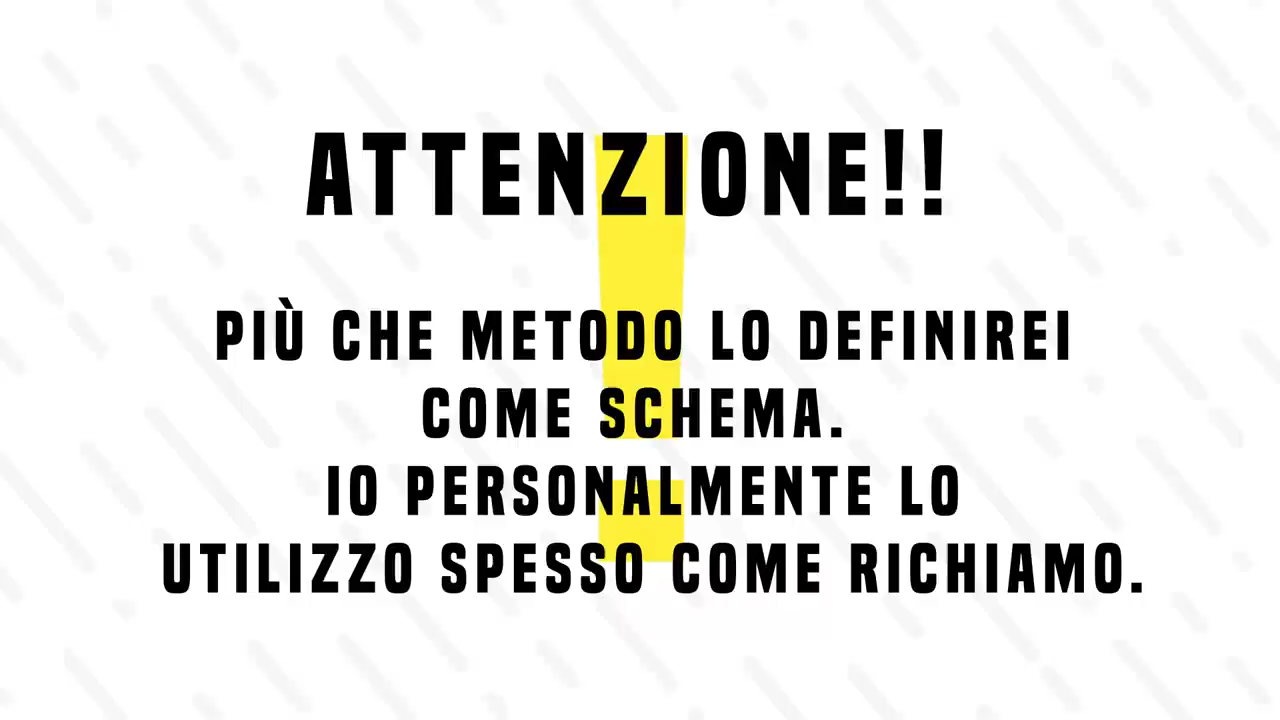 ATTENZIONE!!
PIÙ CHE METODO LO DEFINIREI
COME SCHEMA.
IO PERSONALMENTE LO
UTILIZZO SPESSO COME RICHIAMO.